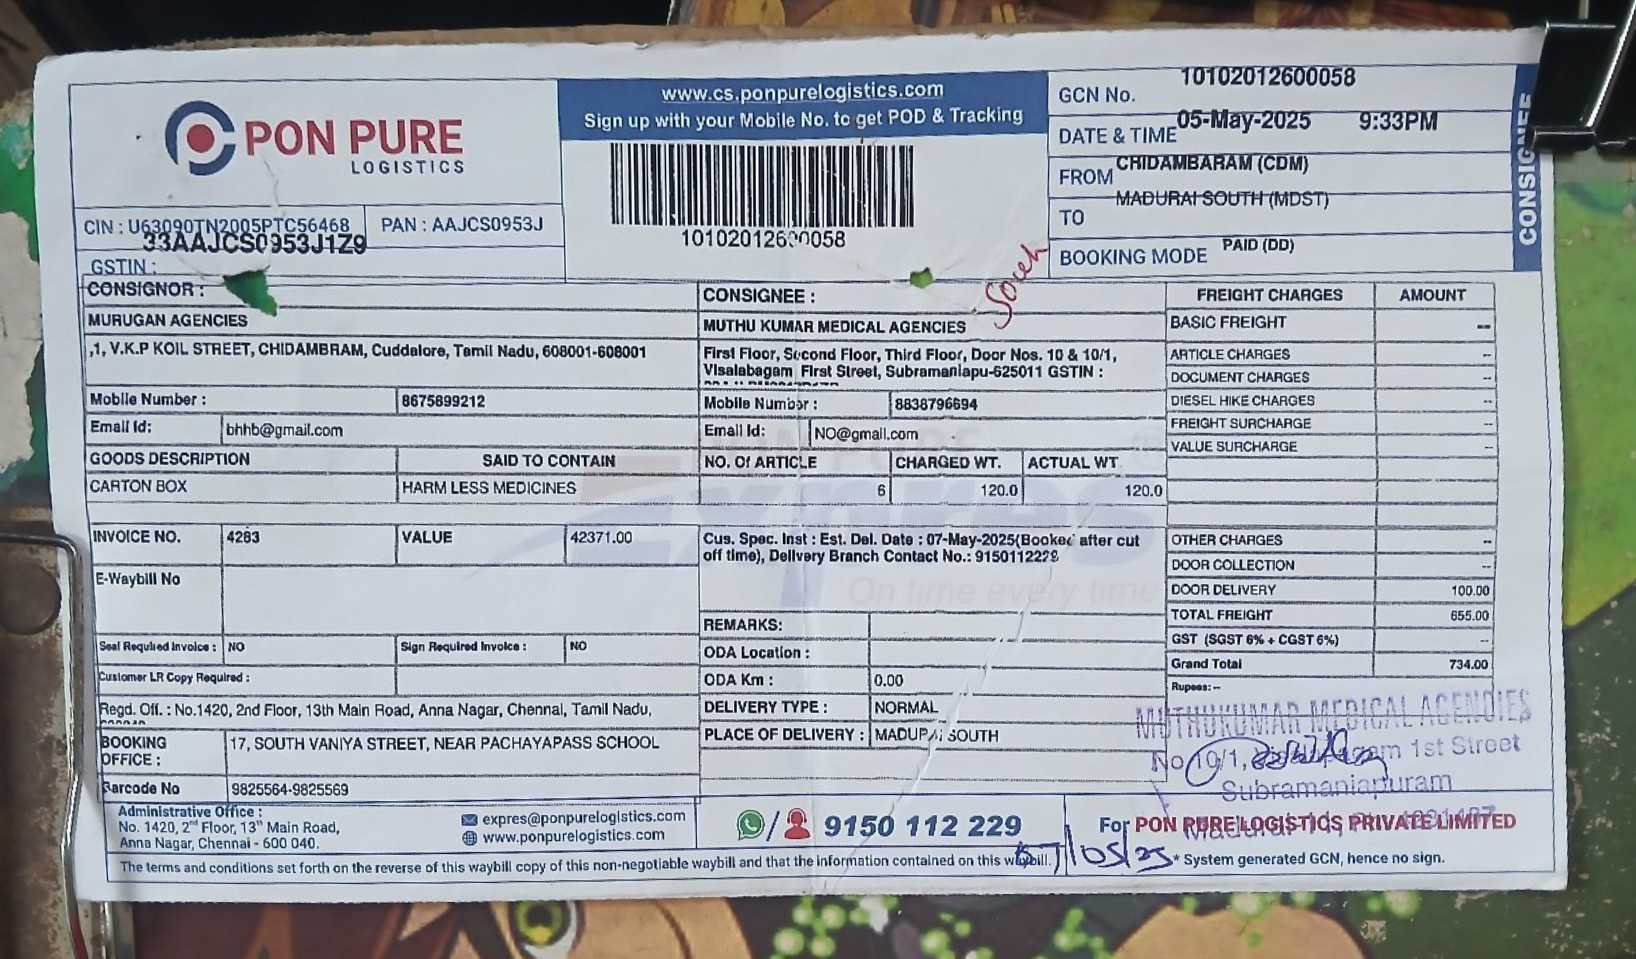 PON PURE
LOGISTICS
CIN : U63090TN2005PTC56468
PAN : AAJCS0953J
33AAJCS0953J1Z9
GSTIN :
www.cs.ponpurelogistics.com
Sign up with your Mobile No. to get POD & Tracking
10102012600058
GCN No. 10102012600058
DATE & TIME 05-May-2025 9:33PM
FROM CHIDAMBARAM (CDM)
TO MADURAI SOUTH (MDST)
BOOKING MODE PAID (DD)
CONSIGNEE
South
CONSIGNOR :
MURUGAN AGENCIES
,1, V.K.P KOIL STREET, CHIDAMBRAM, Cuddalore, Tamil Nadu, 608001-608001
Mobile Number : 8675899212
Email Id: bhhb@gmail.com
CONSIGNEE :
MUTHU KUMAR MEDICAL AGENCIES
First Floor, Second Floor, Third Floor, Door Nos. 10 & 10/1,
Visalabagam First Street, Subramaniapu-625011 GSTIN :
Mobile Number : 8838796694
Email Id: NO@gmail.com
GOODS DESCRIPTION SAID TO CONTAIN NO. Of ARTICLE CHARGED WT. ACTUAL WT
CARTON BOX HARM LESS MEDICINES 6 120.0 120.0
INVOICE NO. 4263 VALUE 42371.00
E-Waybill No
Seal Required Invoice : NO Sign Required Invoice : NO
Customer LR Copy Required :
Regd. Off. : No.1420, 2nd Floor, 13th Main Road, Anna Nagar, Chennai, Tamil Nadu,
BOOKING OFFICE : 17, SOUTH VANIYA STREET, NEAR PACHAYAPASS SCHOOL
Barcode No 9825564-9825569
Cus. Spec. Inst : Est. Del. Date : 07-May-2025(Booked after cut
off time), Delivery Branch Contact No.: 9150112229
On time every time
REMARKS:
ODA Location :
ODA Km : 0.00
DELIVERY TYPE : NORMAL
PLACE OF DELIVERY : MADURAI SOUTH
FREIGHT CHARGES AMOUNT
BASIC FREIGHT --
ARTICLE CHARGES --
DOCUMENT CHARGES --
DIESEL HIKE CHARGES --
FREIGHT SURCHARGE --
VALUE SURCHARGE --
OTHER CHARGES --
DOOR COLLECTION --
DOOR DELIVERY 100.00
TOTAL FREIGHT 655.00
GST (SGST 6% + CGST 6%) --
Grand Total 734.00
Rupees:--
MUTHUKUMAR MEDICAL AGENCIES
No 10/1, 1st Street
Subramaniapuram
Administrative Office :
No. 1420, 2nd Floor, 13th Main Road,
Anna Nagar, Chennai - 600 040.
expres@ponpurelogistics.com
www.ponpurelogistics.com
9150 112 229
For PON PURE LOGISTICS PRIVATE LIMITED
07/05/25
* System generated GCN, hence no sign.
The terms and conditions set forth on the reverse of this waybill copy of this non-negotiable waybill and that the information contained on this waybill.